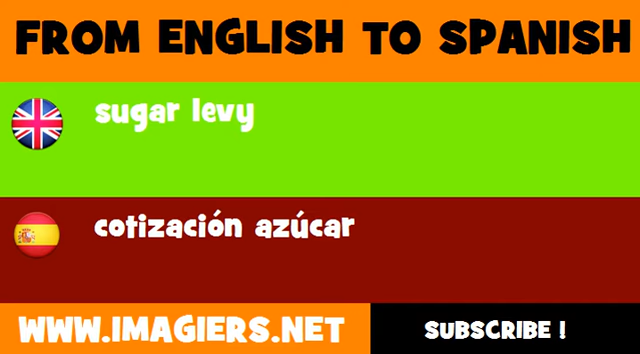 FROM ENGLISH TO SPANISH
sugar levy
cotización azúcar
WWW.IMAGIERS.NET
SUBSCRIBE !